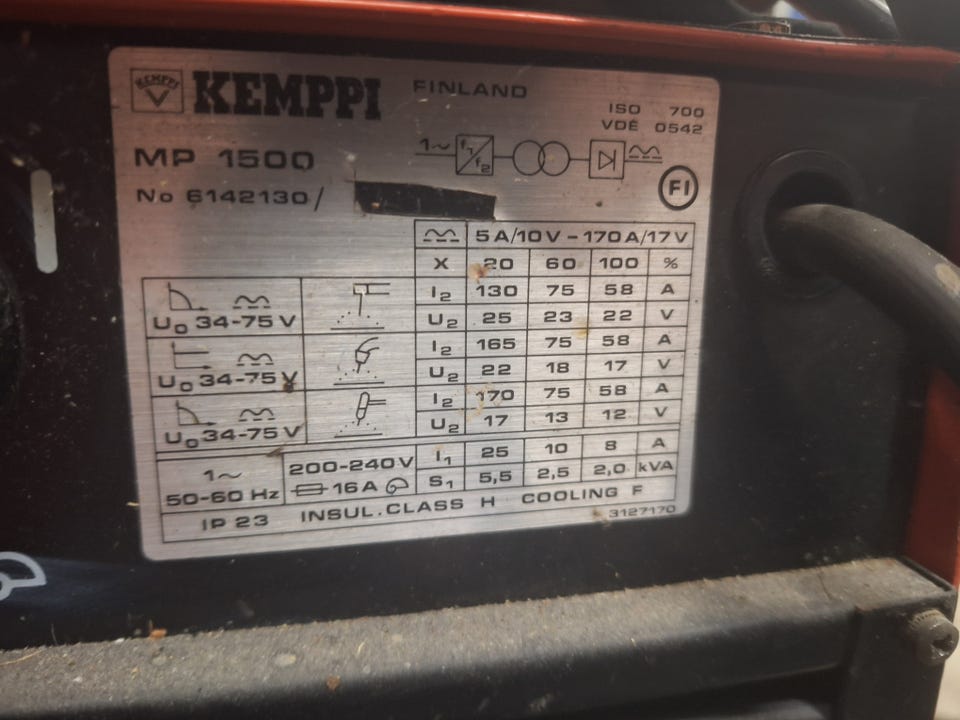 KEMPPI KEMPPI FINLAND
ISO 700
VDE 0542
MP 1500
1~ f1 f2
No 6142130/
FI
5A/10V – 170A/17V
X 20 60 100 %
I2 130 75 58 A
U0 34-75 V U2 25 23 22 V
I2 165 75 58 A
U0 34-75 V U2 22 18 17 V
I2 170 75 58 A
U0 34-75 V U2 17 13 12 V
1~ 200-240V I1 25 10 8 A
50-60 Hz 16A S1 5,5 2,5 2,0 kVA
IP 23 INSUL.CLASS H COOLING F
3127170